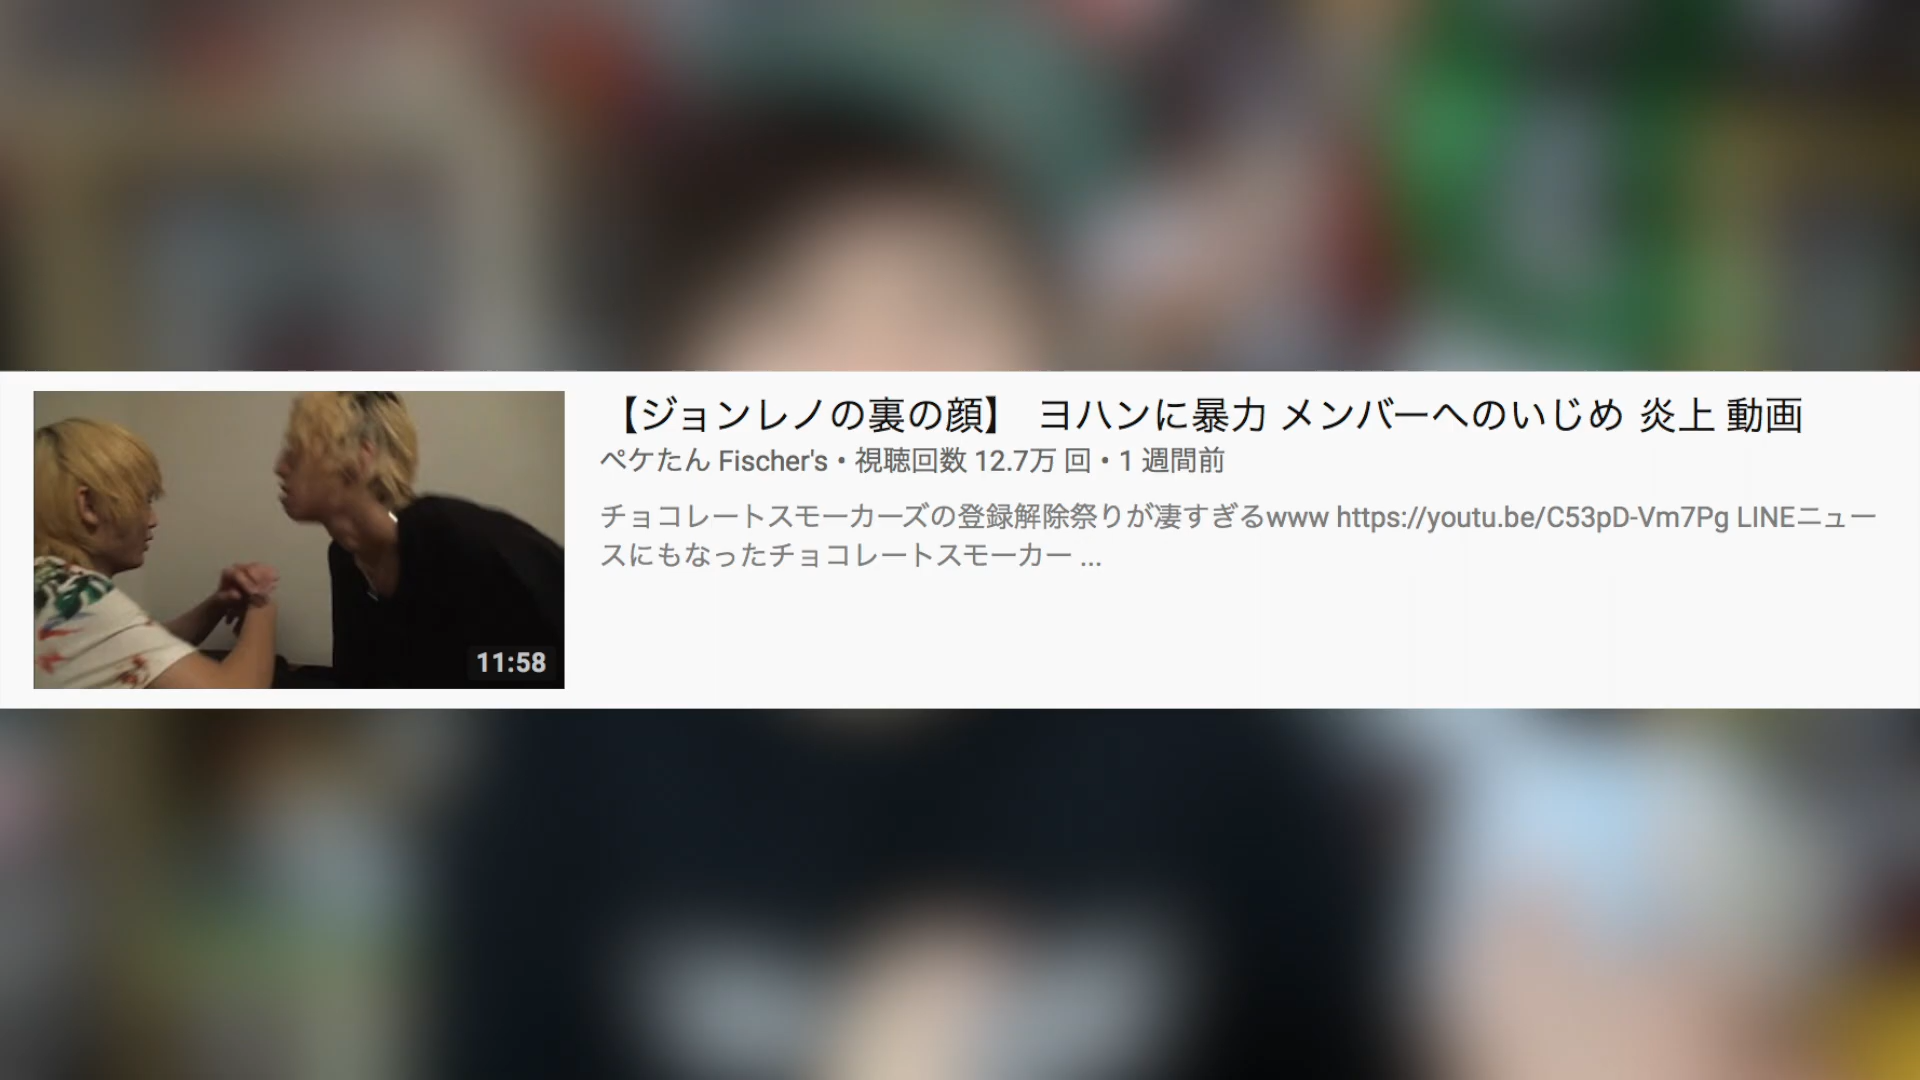 【ジョンレノの裏の顔】 ヨハンに暴力 メンバーへのいじめ 炎上 動画
ペケたん Fischer's • 視聴回数 12.7万 回 • 1 週間前
チョコレートスモーカーズの登録解除祭りが凄すぎるwww https://youtu.be/C53pD-Vm7Pg LINEニュー
スにもなったチョコレートスモーカー ...
11:58